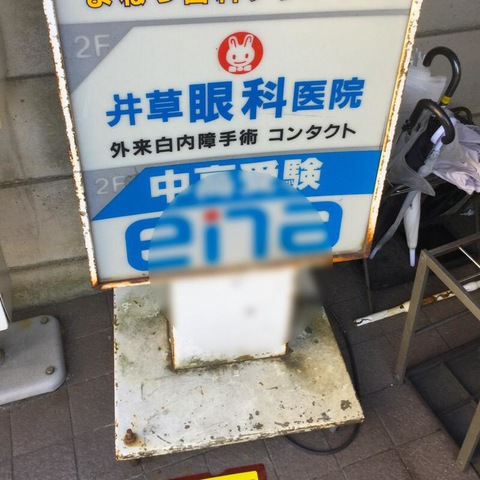 2F
井草眼科医院
外来白内障手術 コンタクト
2F
中高受験
ena